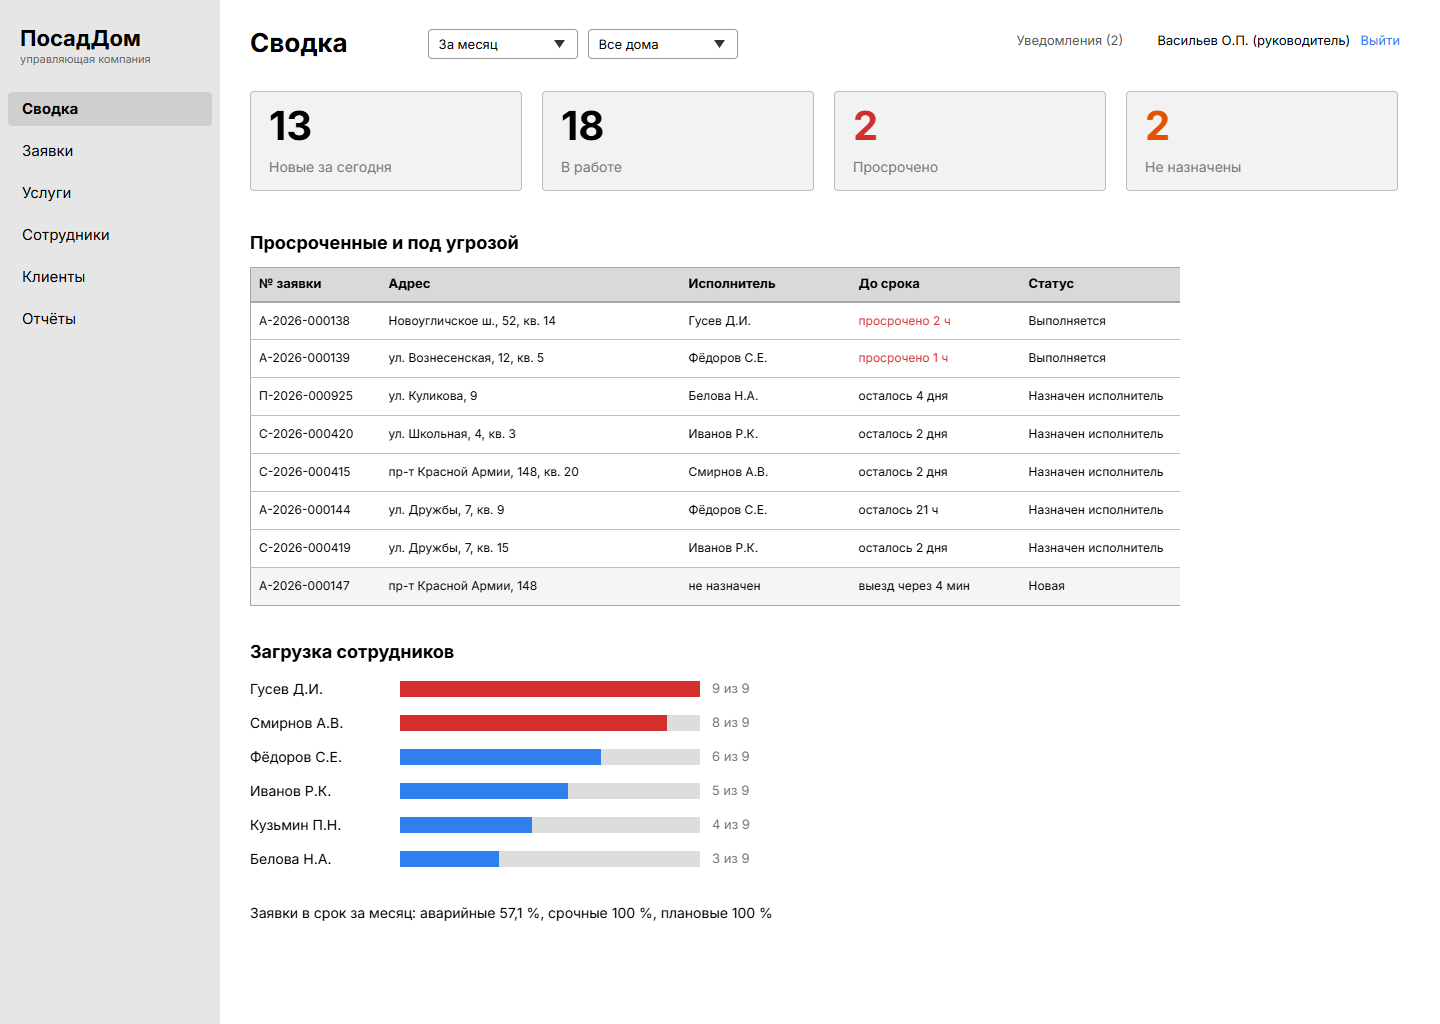 ПосадДом
управляющая компания
Сводка
Заявки
Услуги
Сотрудники
Клиенты
Отчёты
Сводка
За месяц
Все дома
Уведомления (2)
Васильев О.П. (руководитель)
Выйти
13
Новые за сегодня
18
В работе
2
Просрочено
2
Не назначены
Просроченные и под угрозой
№ заявки Адрес Исполнитель До срока Статус
А-2026-000138 Новоугличское ш., 52, кв. 14 Гусев Д.И. просрочено 2 ч Выполняется
А-2026-000139 ул. Вознесенская, 12, кв. 5 Фёдоров С.Е. просрочено 1 ч Выполняется
П-2026-000925 ул. Куликова, 9 Белова Н.А. осталось 4 дня Назначен исполнитель
С-2026-000420 ул. Школьная, 4, кв. 3 Иванов Р.К. осталось 2 дня Назначен исполнитель
С-2026-000415 пр-т Красной Армии, 148, кв. 20 Смирнов А.В. осталось 2 дня Назначен исполнитель
А-2026-000144 ул. Дружбы, 7, кв. 9 Фёдоров С.Е. осталось 21 ч Назначен исполнитель
С-2026-000419 ул. Дружбы, 7, кв. 15 Иванов Р.К. осталось 2 дня Назначен исполнитель
А-2026-000147 пр-т Красной Армии, 148 не назначен выезд через 4 мин Новая
Загрузка сотрудников
Гусев Д.И. 9 из 9
Смирнов А.В. 8 из 9
Фёдоров С.Е. 6 из 9
Иванов Р.К. 5 из 9
Кузьмин П.Н. 4 из 9
Белова Н.А. 3 из 9
Заявки в срок за месяц: аварийные 57,1 %, срочные 100 %, плановые 100 %